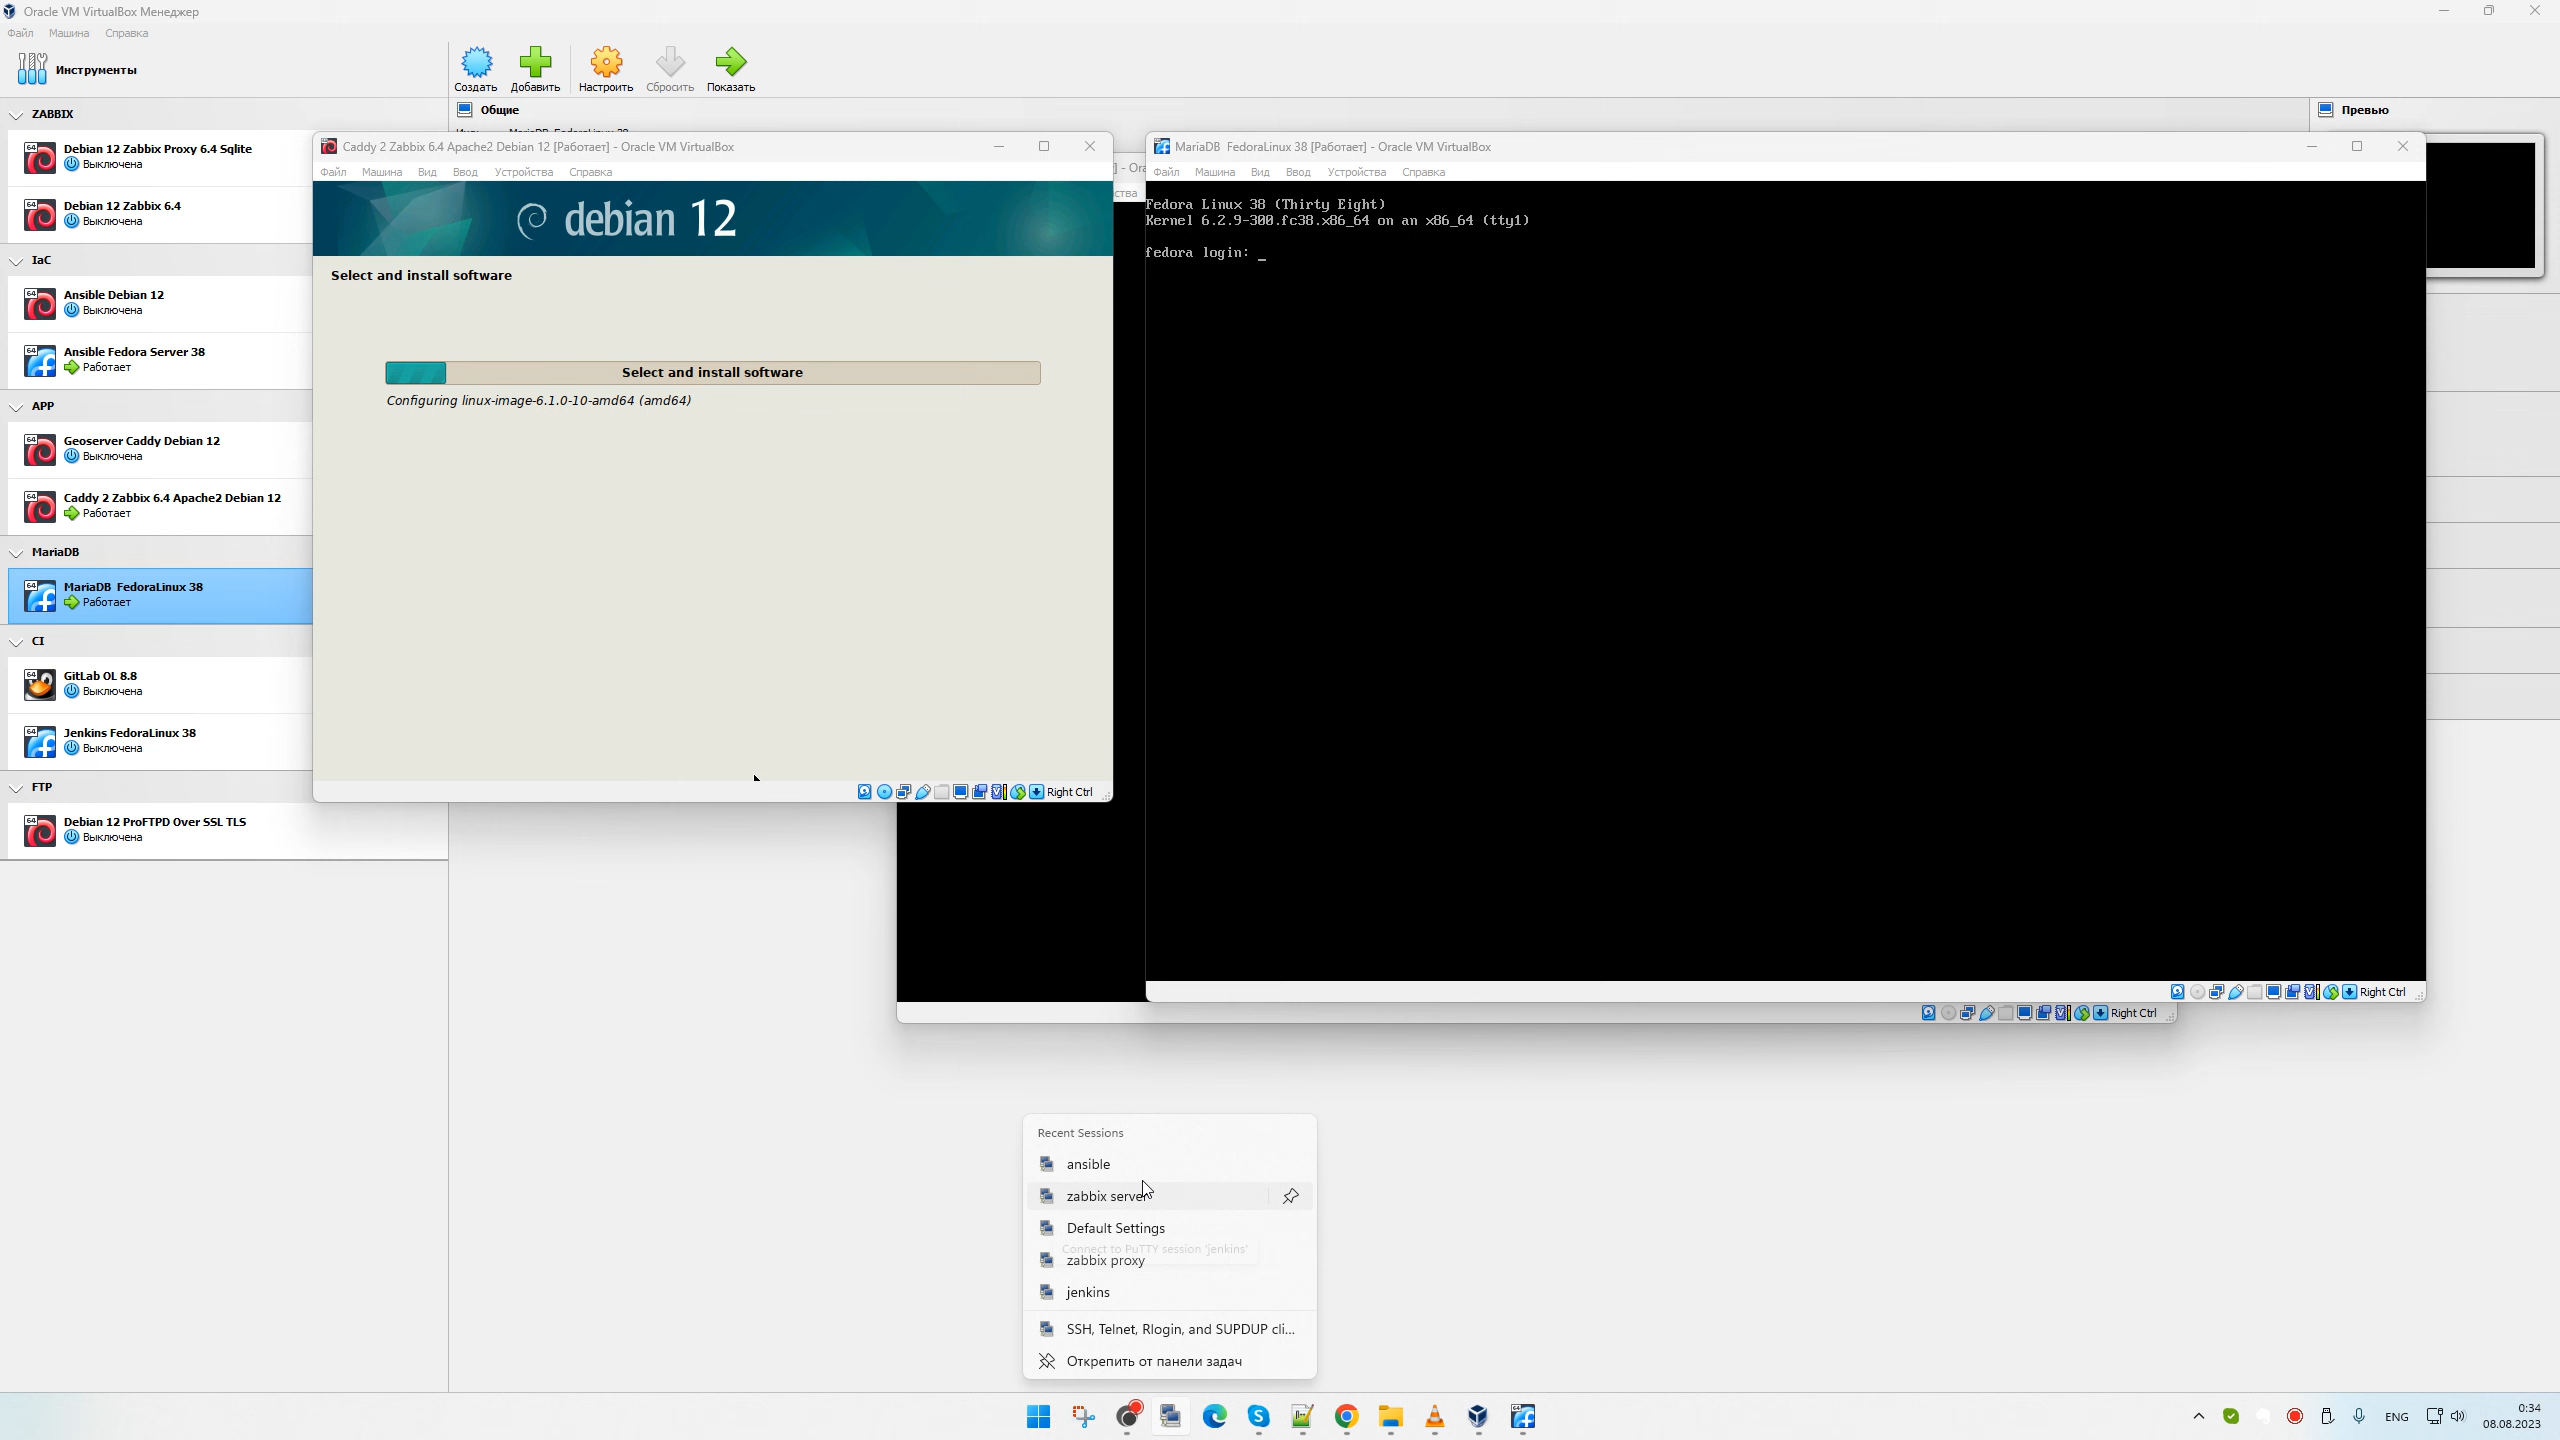 Oracle VM VirtualBox Менеджер
Файл Машина Справка
Инструменты
Создать Добавить Настроить Сбросить Показать
Общие
Превью
ZABBIX
Debian 12 Zabbix Proxy 6.4 Sqlite
Выключена
Debian 12 Zabbix 6.4
Выключена
IaC
Ansible Debian 12
Выключена
Ansible Fedora Server 38
Работает
APP
Geoserver Caddy Debian 12
Выключена
Caddy 2 Zabbix 6.4 Apache2 Debian 12
Работает
MariaDB
MariaDB FedoraLinux 38
Работает
CI
GitLab OL 8.8
Выключена
Jenkins FedoraLinux 38
Выключена
FTP
Debian 12 ProFTPD Over SSL TLS
Выключена
Caddy 2 Zabbix 6.4 Apache2 Debian 12 [Работает] - Oracle VM VirtualBox
Файл Машина Вид Ввод Устройства Справка
debian 12
Select and install software
Select and install software
Configuring linux-image-6.1.0-10-amd64 (amd64)
Right Ctrl
MariaDB FedoraLinux 38 [Работает] - Oracle VM VirtualBox
Файл Машина Вид Ввод Устройства Справка
Fedora Linux 38 (Thirty Eight)
Kernel 6.2.9-300.fc38.x86_64 on an x86_64 (tty1)
fedora login: _
Right Ctrl
Right Ctrl
Recent Sessions
ansible
zabbix server
Default Settings
Connect to PuTTY session 'jenkins'
zabbix proxy
jenkins
SSH, Telnet, Rlogin, and SUPDUP cli...
Открепить от панели задач
ENG
0:34
08.08.2023